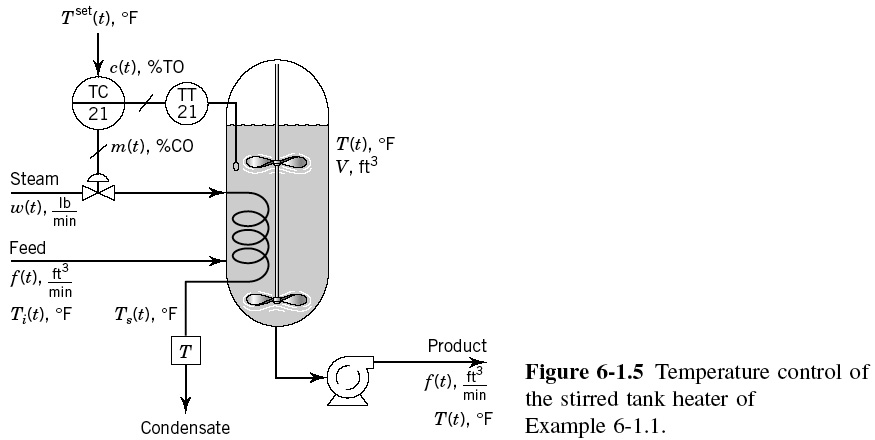 T^set(t), °F
c(t), %TO
TC
21
TT
21
m(t), %CO
T(t), °F
V, ft³
Steam
w(t), lb/min
Feed
f(t), ft³/min
T_i(t), °F
T_s(t), °F
T
Condensate
Product
f(t), ft³/min
T(t), °F
Figure 6-1.5 Temperature control of
the stirred tank heater of
Example 6-1.1.